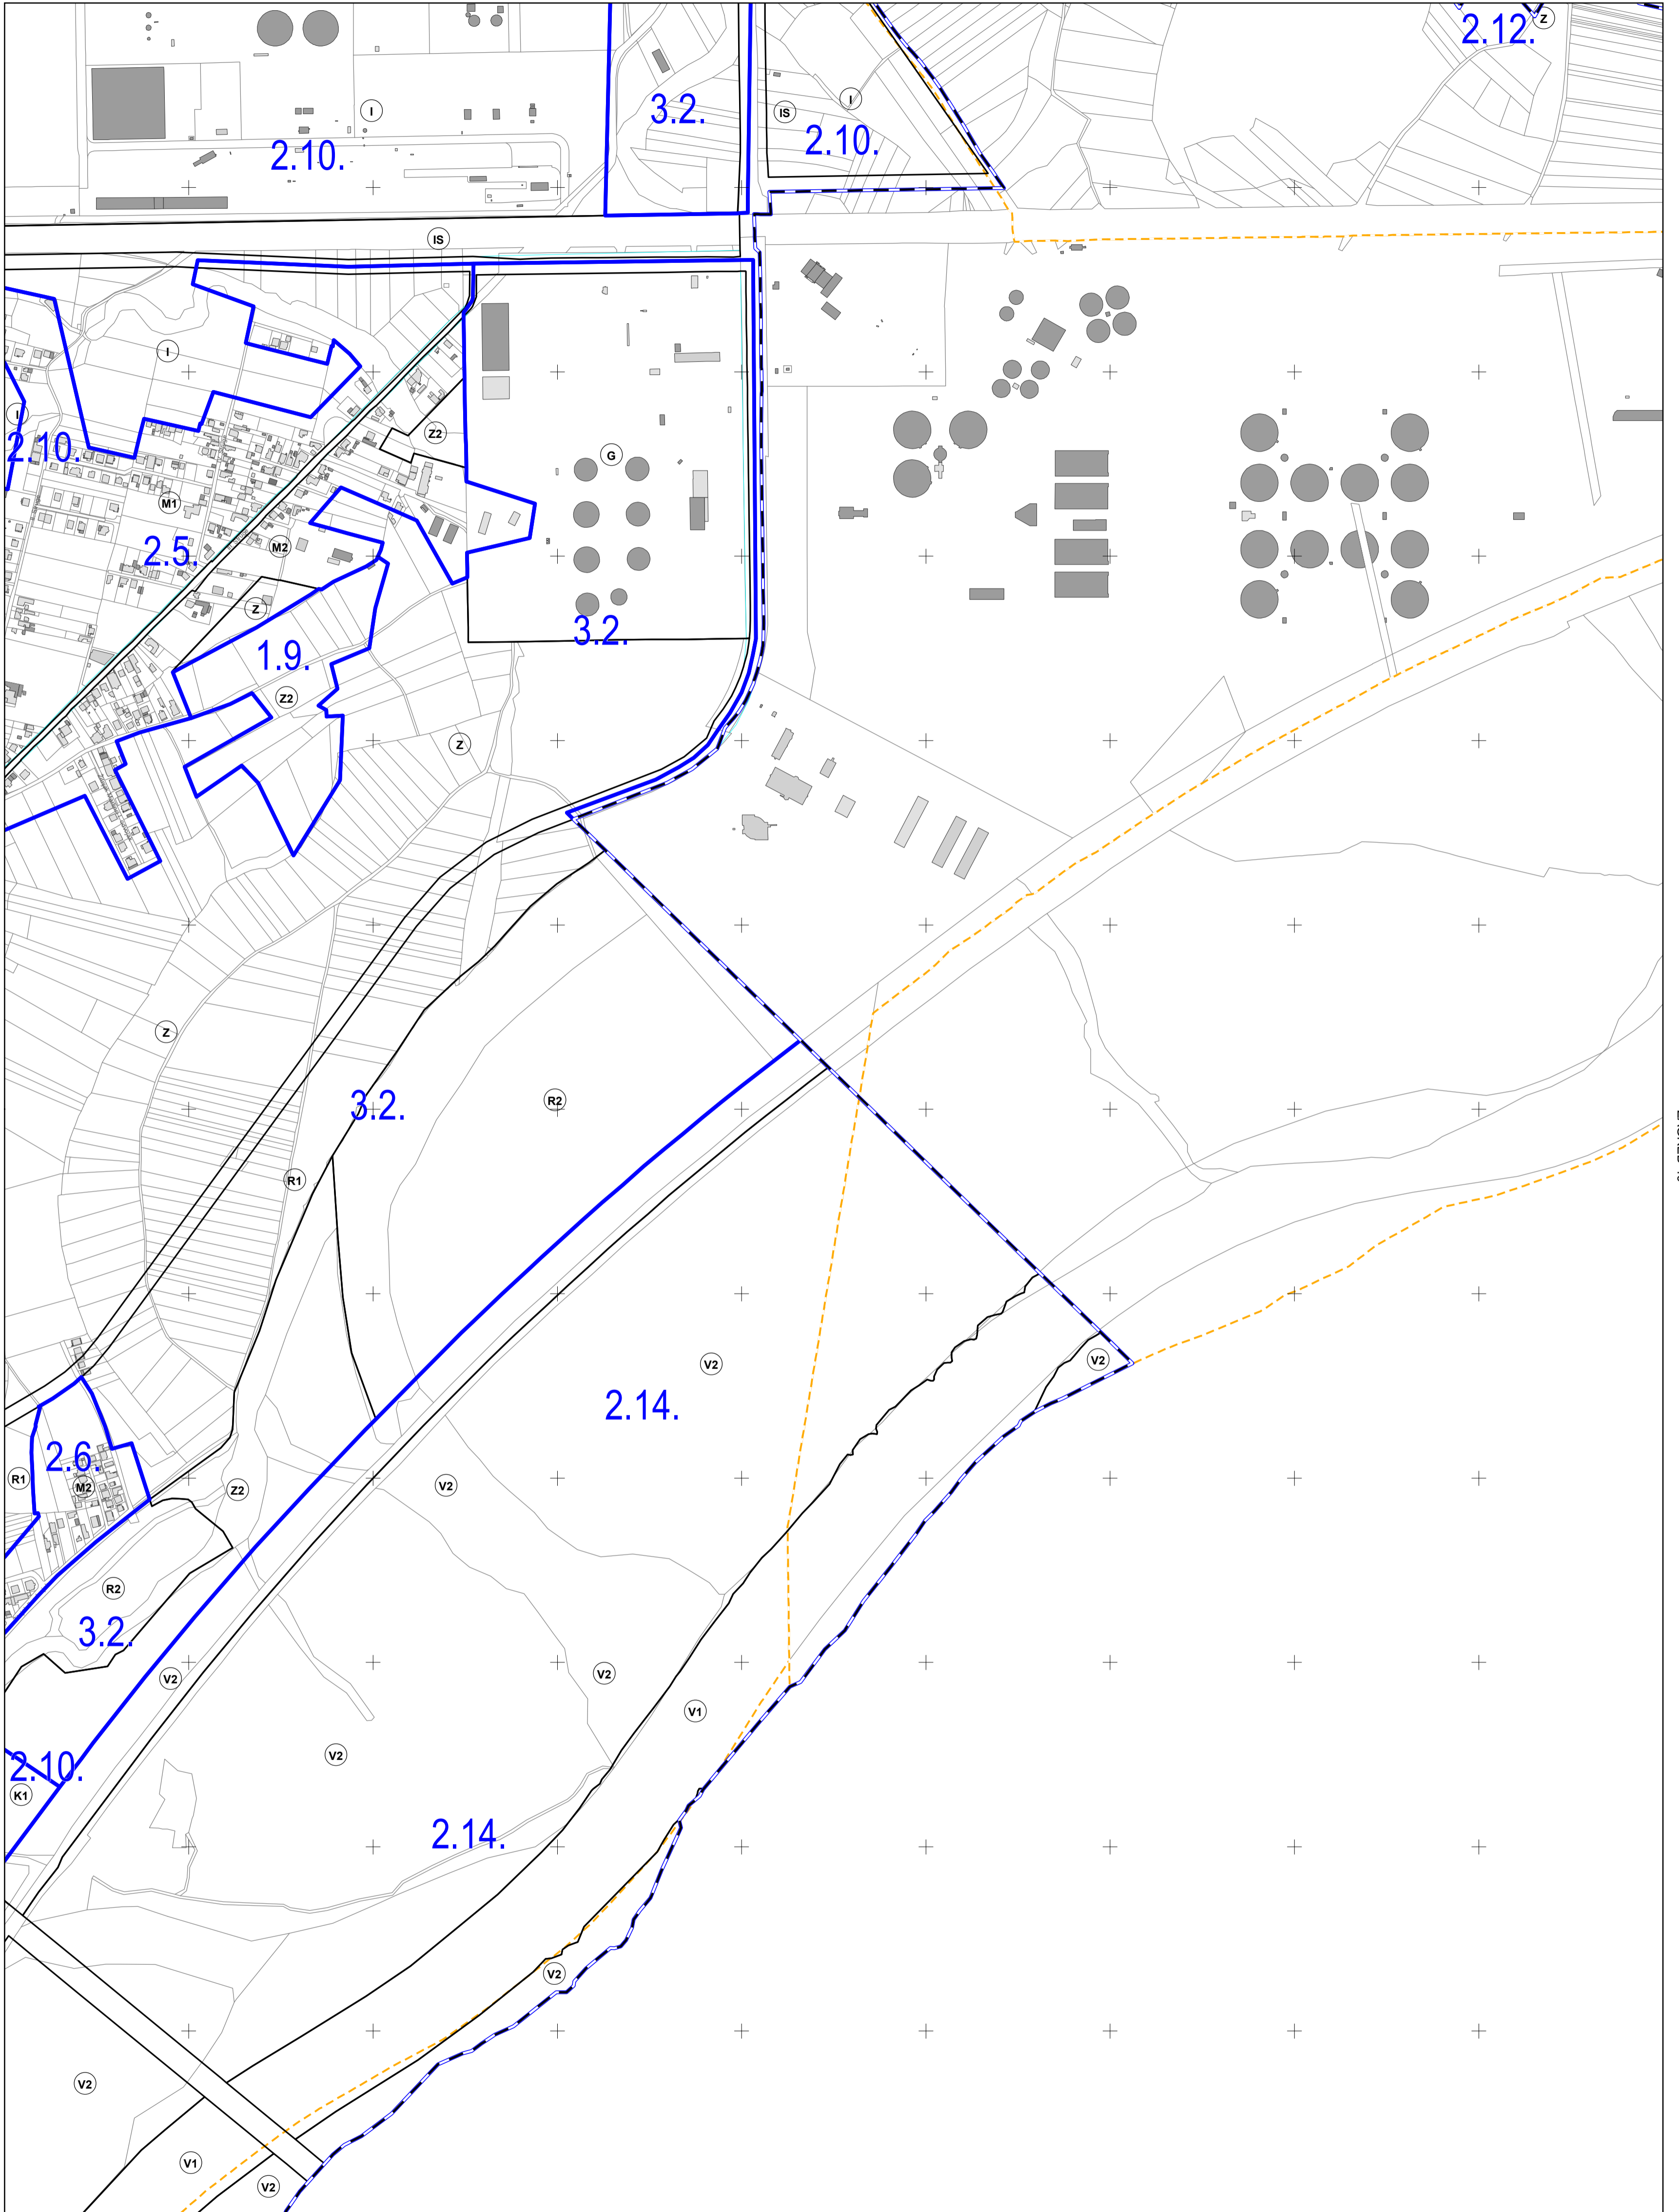 2.12.
Z
I
3.2.
IS
I
2.10.
2.10.
IS
I
I
2.10.
Z2
G
M1
2.5.
M2
Z
3.2.
1.9.
Z2
Z
Z
3.2.
R2
R1
V2
V2
2.14.
2.6.
R1
M2
Z2
V2
R2
3.2.
V2
V2
V1
V2
2.10.
K1
2.14.
V2
V2
V1
V2